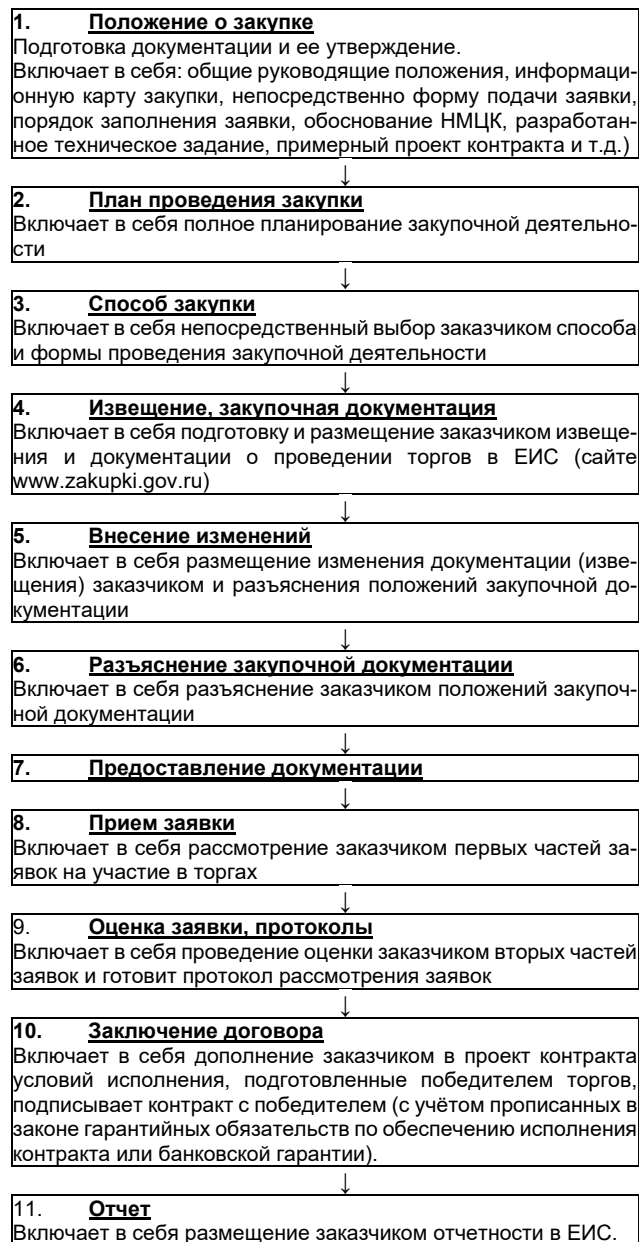 1. Положение о закупке
Подготовка документации и ее утверждение.
Включает в себя: общие руководящие положения, информаци-
онную карту закупки, непосредственно форму подачи заявки,
порядок заполнения заявки, обоснование НМЦК, разработан-
ное техническое задание, примерный проект контракта и т.д.)
↓
2. План проведения закупки
Включает в себя полное планирование закупочной деятельно-
сти
↓
3. Способ закупки
Включает в себя непосредственный выбор заказчиком способа
и формы проведения закупочной деятельности
↓
4. Извещение, закупочная документация
Включает в себя подготовку и размещение заказчиком извеще-
ния и документации о проведении торгов в ЕИС (сайте
www.zakupki.gov.ru)
↓
5. Внесение изменений
Включает в себя размещение изменения документации (изве-
щения) заказчиком и разъяснения положений закупочной до-
кументации
↓
6. Разъяснение закупочной документации
Включает в себя разъяснение заказчиком положений закупоч-
ной документации
↓
7. Предоставление документации
↓
8. Прием заявки
Включает в себя рассмотрение заказчиком первых частей за-
явок на участие в торгах
↓
9. Оценка заявки, протоколы
Включает в себя проведение оценки заказчиком вторых частей
заявок и готовит протокол рассмотрения заявок
↓
10. Заключение договора
Включает в себя дополнение заказчиком в проект контракта
условий исполнения, подготовленные победителем торгов,
подписывает контракт с победителем (с учётом прописанных в
законе гарантийных обязательств по обеспечению исполнения
контракта или банковской гарантии).
↓
11. Отчет
Включает в себя размещение заказчиком отчетности в ЕИС.